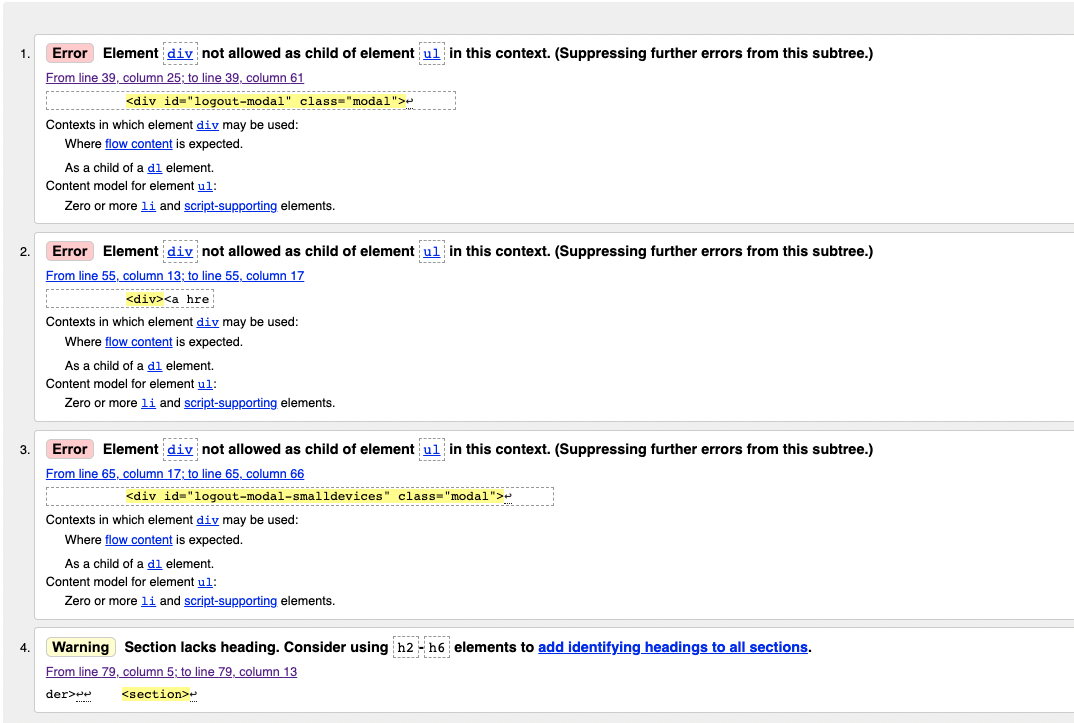 1. Error Element div not allowed as child of element ul in this context. (Suppressing further errors from this subtree.)
From line 39, column 25; to line 39, column 61
<div id="logout-modal" class="modal">↩
Contexts in which element div may be used:
Where flow content is expected.
As a child of a dl element.
Content model for element ul:
Zero or more li and script-supporting elements.
2. Error Element div not allowed as child of element ul in this context. (Suppressing further errors from this subtree.)
From line 55, column 13; to line 55, column 17
<div><a hre
Contexts in which element div may be used:
Where flow content is expected.
As a child of a dl element.
Content model for element ul:
Zero or more li and script-supporting elements.
3. Error Element div not allowed as child of element ul in this context. (Suppressing further errors from this subtree.)
From line 65, column 17; to line 65, column 66
<div id="logout-modal-smalldevices" class="modal">↩
Contexts in which element div may be used:
Where flow content is expected.
As a child of a dl element.
Content model for element ul:
Zero or more li and script-supporting elements.
4. Warning Section lacks heading. Consider using h2-h6 elements to add identifying headings to all sections.
From line 79, column 5; to line 79, column 13
der>↩↩ <section>↩